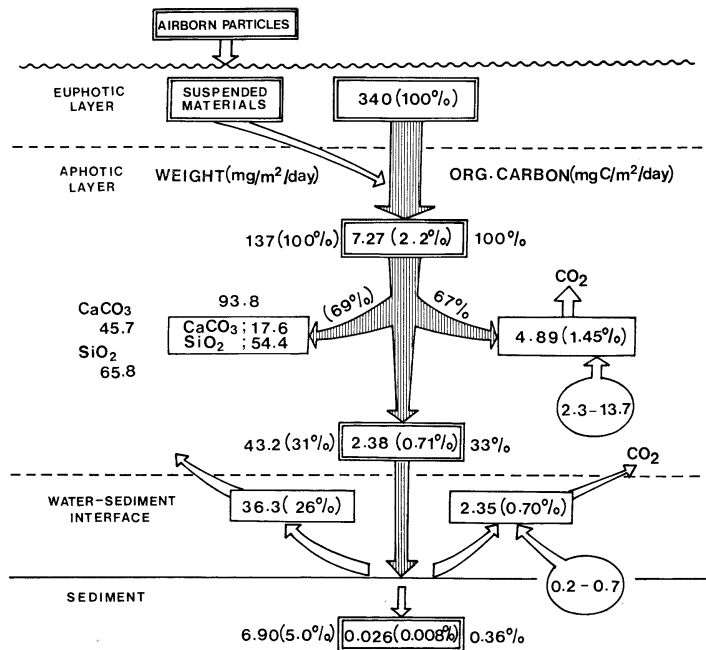 AIRBORN PARTICLES
EUPHOTIC
LAYER
SUSPENDED
MATERIALS
340 (100%)
APHOTIC
LAYER
WEIGHT(mg/m²/day)
ORG. CARBON(mgC/m²/day)
137 (100%) 7.27 (2.2%) 100%
CO₂
CaCO₃
45.7
SiO₂
65.8
93.8
(69%)
67%
CaCO₃ ; 17.6
SiO₂ ; 54.4
4.89 (1.45%)
2.3-13.7
43.2 (31%) 2.38 (0.71%) 33%
CO₂
WATER-SEDIMENT
INTERFACE
36.3( 26%)
2.35 (0.70%)
0.2-0.7
SEDIMENT
6.90 (5.0%) 0.026 (0.008%) 0.36%